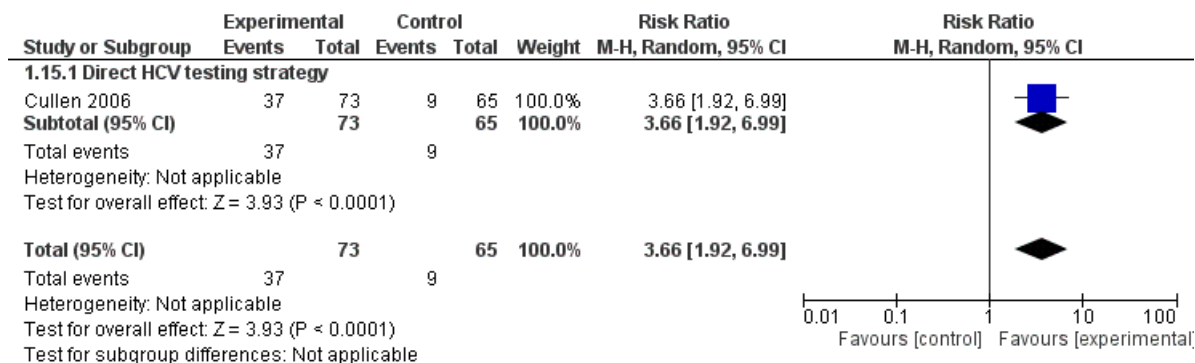 Experimental Control Risk Ratio Risk Ratio
Study or Subgroup Events Total Events Total Weight M-H, Random, 95% CI M-H, Random, 95% CI
1.15.1 Direct HCV testing strategy
Cullen 2006 37 73 9 65 100.0% 3.66 [1.92, 6.99]
Subtotal (95% CI) 73 65 100.0% 3.66 [1.92, 6.99]
Total events 37 9
Heterogeneity: Not applicable
Test for overall effect: Z = 3.93 (P < 0.0001)
Total (95% CI) 73 65 100.0% 3.66 [1.92, 6.99]
Total events 37 9
Heterogeneity: Not applicable
Test for overall effect: Z = 3.93 (P < 0.0001)
Test for subgroup differences: Not applicable
0.01 0.1 1 10 100
Favours [control] Favours [experimental]